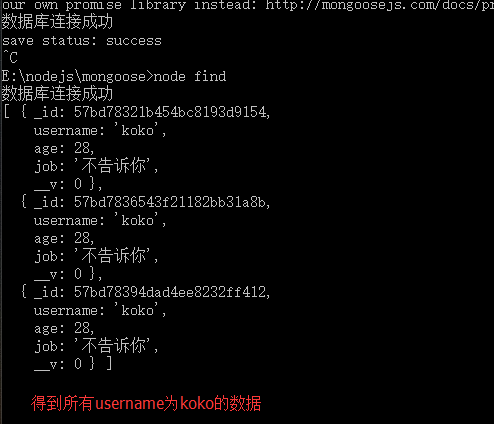 our own promise library instead: http://mongoosejs.com/docs/pr
数据库连接成功
save status: success
^C
E:\nodejs\mongoose>node find
数据库连接成功
[ { _id: 57bd78321b454bc8193d9154,
username: 'koko',
age: 28,
job: '不告诉你',
__v: 0 },
{ _id: 57bd7836543f21182bb31a8b,
username: 'koko',
age: 28,
job: '不告诉你',
__v: 0 },
{ _id: 57bd78394dad4ee8232ff412,
username: 'koko',
age: 28,
job: '不告诉你',
__v: 0 } ]
得到所有username为koko的数据